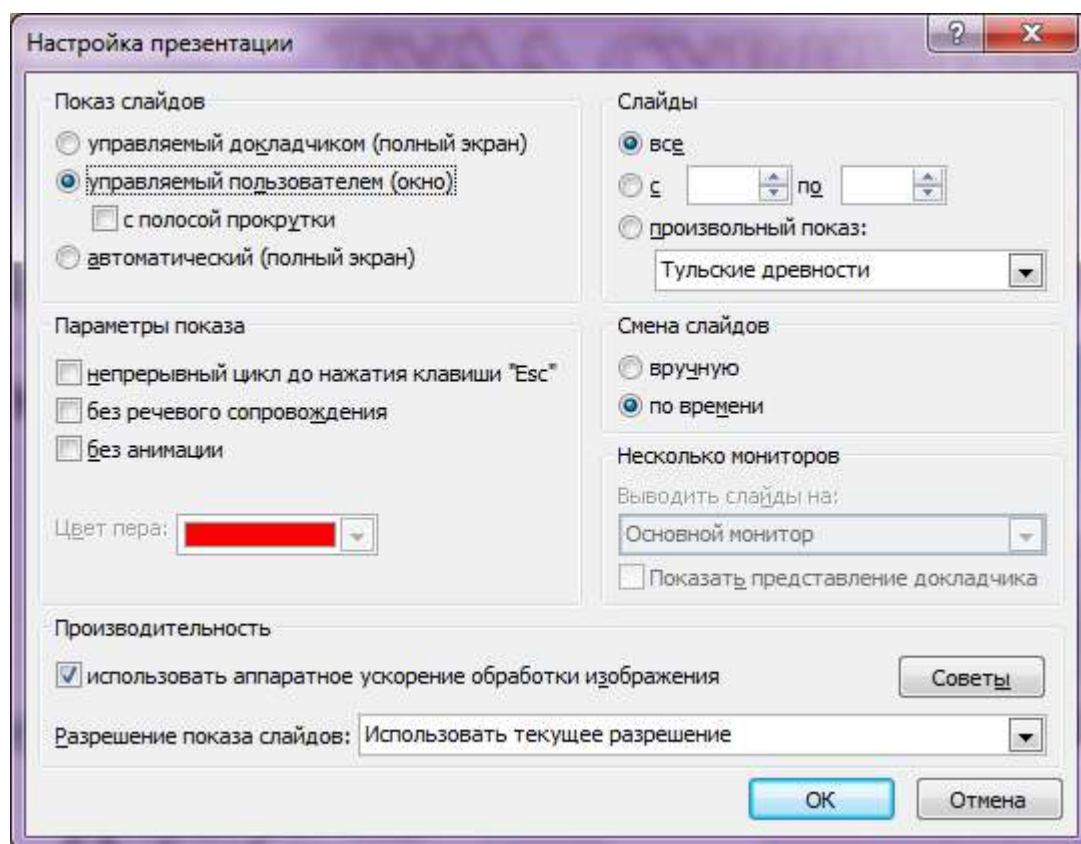 Настройка презентации
Показ слайдов
управляемый докладчиком (полный экран)
управляемый пользователем (окно)
с полосой прокрутки
автоматический (полный экран)
Слайды
все
с по
произвольный показ:
Тульские древности
Параметры показа
непрерывный цикл до нажатия клавиши "Esc"
без речевого сопровождения
без анимации
Цвет пера:
Смена слайдов
вручную
по времени
Несколько мониторов
Выводить слайды на:
Основной монитор
Показать представление докладчика
Производительность
использовать аппаратное ускорение обработки изображения
Советы
Разрешение показа слайдов: Использовать текущее разрешение
ОК Отмена